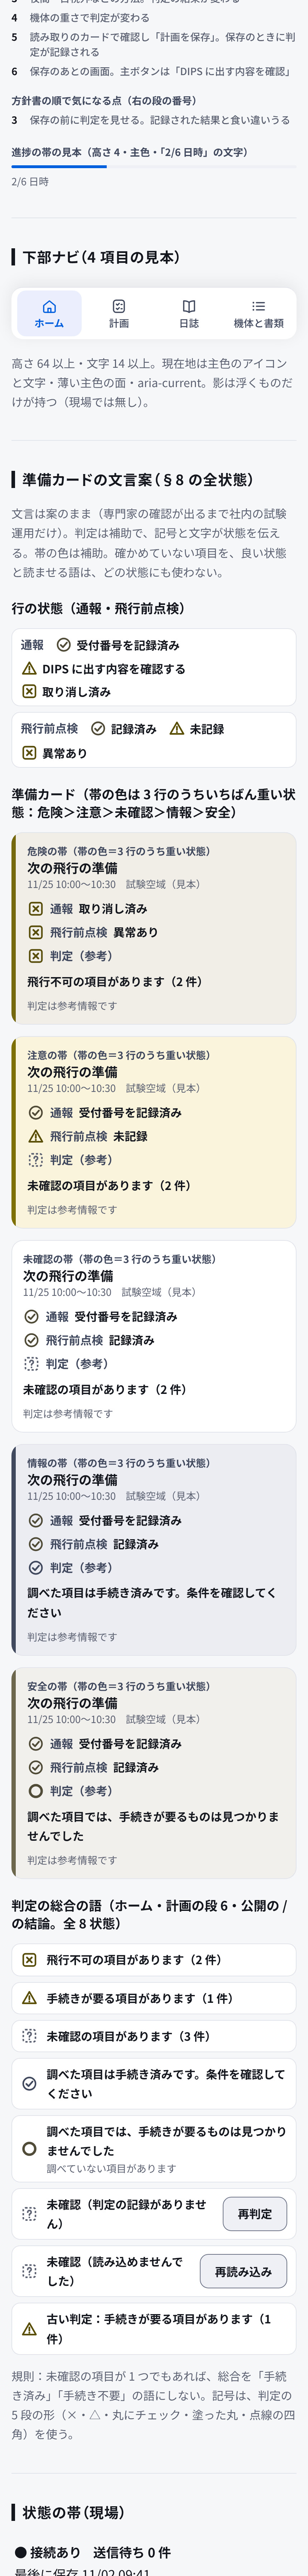 4 機体の重さで判定が変わる
5 読み取りのカードで確認し「計画を保存」。保存のときに判
定が記録される
6 保存のあとの画面。主ボタンは「DIPS に出す内容を確認」
方針書の順で気になる点（右の段の番号）
3 保存の前に判定を見せる。記録された結果と食い違いうる
進捗の帯の見本（高さ 4・主色・「2/6 日時」の文字）
2/6 日時
下部ナビ（4 項目の見本）
ホーム 計画 日誌 機体と書類
高さ 64 以上・文字 14 以上。現在地は主色のアイコン
と文字・薄い主色の面・aria-current。影は浮くものだ
けが持つ（現場では無し）。
準備カードの文言案（§8 の全状態）
文言は案のまま（専門家の確認が出るまで社内の試験
運用だけ）。判定は補助で、記号と文字が状態を伝え
る。帯の色は補助。確かめていない項目を、良い状態
と読ませる語は、どの状態にも使わない。
行の状態（通報・飛行前点検）
通報 受付番号を記録済み
DIPS に出す内容を確認する
取り消し済み
飛行前点検 記録済み 未記録
異常あり
準備カード（帯の色は 3 行のうちいちばん重い状
態：危険＞注意＞未確認＞情報＞安全）
危険の帯（帯の色＝3 行のうち重い状態）
次の飛行の準備
11/25 10:00〜10:30 試験空域（見本）
通報 取り消し済み
飛行前点検 異常あり
判定（参考）
飛行不可の項目があります（2 件）
判定は参考情報です
注意の帯（帯の色＝3 行のうち重い状態）
次の飛行の準備
11/25 10:00〜10:30 試験空域（見本）
通報 受付番号を記録済み
飛行前点検 未記録
判定（参考）
未確認の項目があります（2 件）
判定は参考情報です
未確認の帯（帯の色＝3 行のうち重い状態）
次の飛行の準備
11/25 10:00〜10:30 試験空域（見本）
通報 受付番号を記録済み
飛行前点検 記録済み
判定（参考）
未確認の項目があります（2 件）
判定は参考情報です
情報の帯（帯の色＝3 行のうち重い状態）
次の飛行の準備
11/25 10:00〜10:30 試験空域（見本）
通報 受付番号を記録済み
飛行前点検 記録済み
判定（参考）
調べた項目は手続き済みです。条件を確認してく
ださい
判定は参考情報です
安全の帯（帯の色＝3 行のうち重い状態）
次の飛行の準備
11/25 10:00〜10:30 試験空域（見本）
通報 受付番号を記録済み
飛行前点検 記録済み
判定（参考）
調べた項目では、手続きが要るものは見つかりま
せんでした
判定は参考情報です
判定の総合の語（ホーム・計画の段 6・公開の /
の結論。全 8 状態）
飛行不可の項目があります（2 件）
手続きが要る項目があります（1 件）
未確認の項目があります（3 件）
調べた項目は手続き済みです。条件を確認して
ください
調べた項目では、手続きが要るものは見つかり
ませんでした
調べていない項目があります
未確認（判定の記録がありませ
ん）
再判定
未確認（読み込めませんで
した）
再読み込み
古い判定：手続きが要る項目があります（1
件）
規則：未確認の項目が 1 つでもあれば、総合を「手続
き済み」「手続き不要」の語にしない。記号は、判定の
5 段の形（×・△・丸にチェック・塗った丸・点線の四
角）を使う。
状態の帯（現場）
● 接続あり 送信待ち 0 件
最後に保存 11/02 09:41